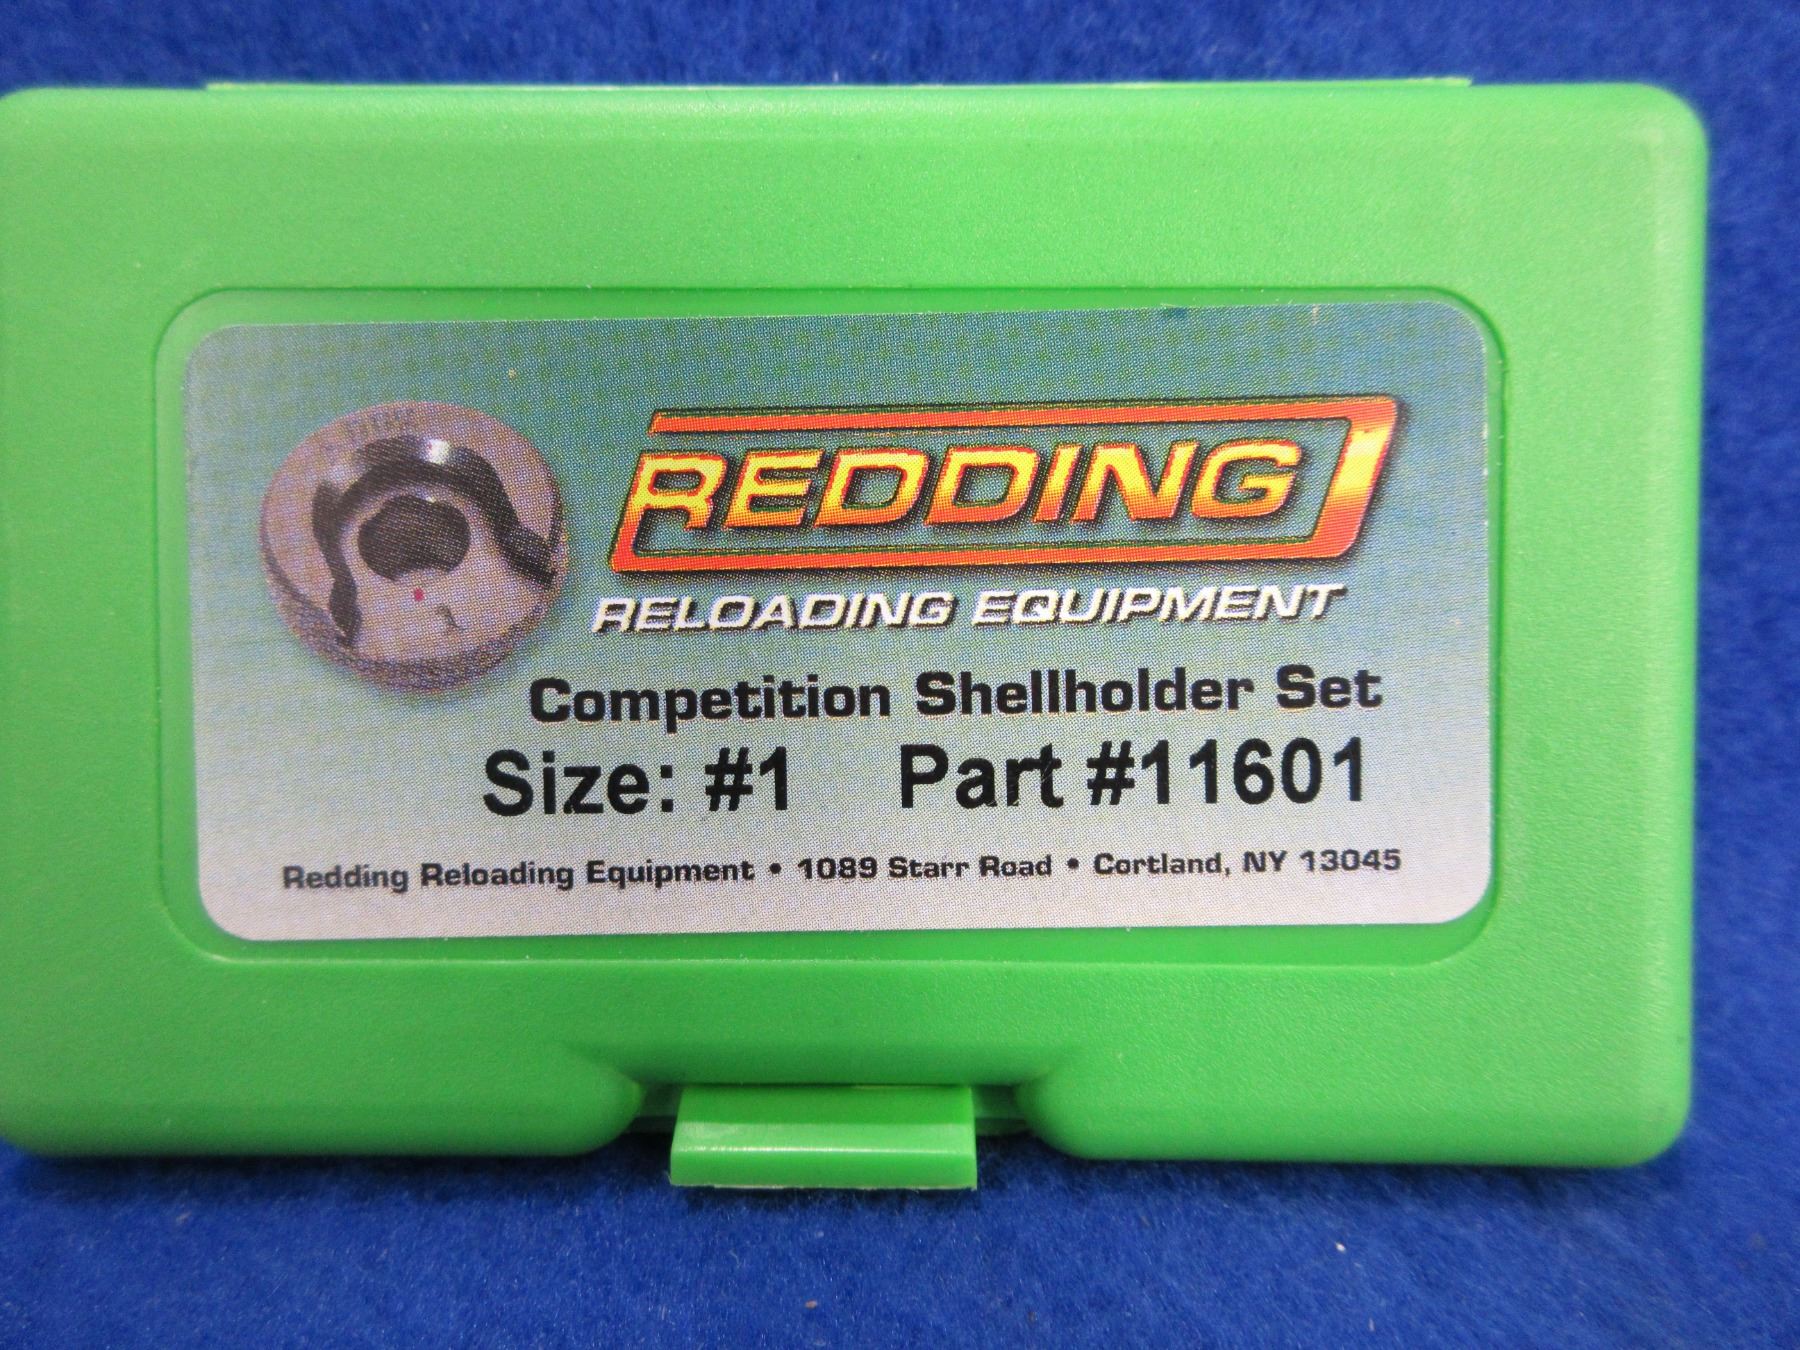 REDDING
RELOADING EQUIPMENT
Competition Shellholder Set
Size: #1 Part #11601
Redding Reloading Equipment • 1089 Starr Road • Cortland, NY 13045